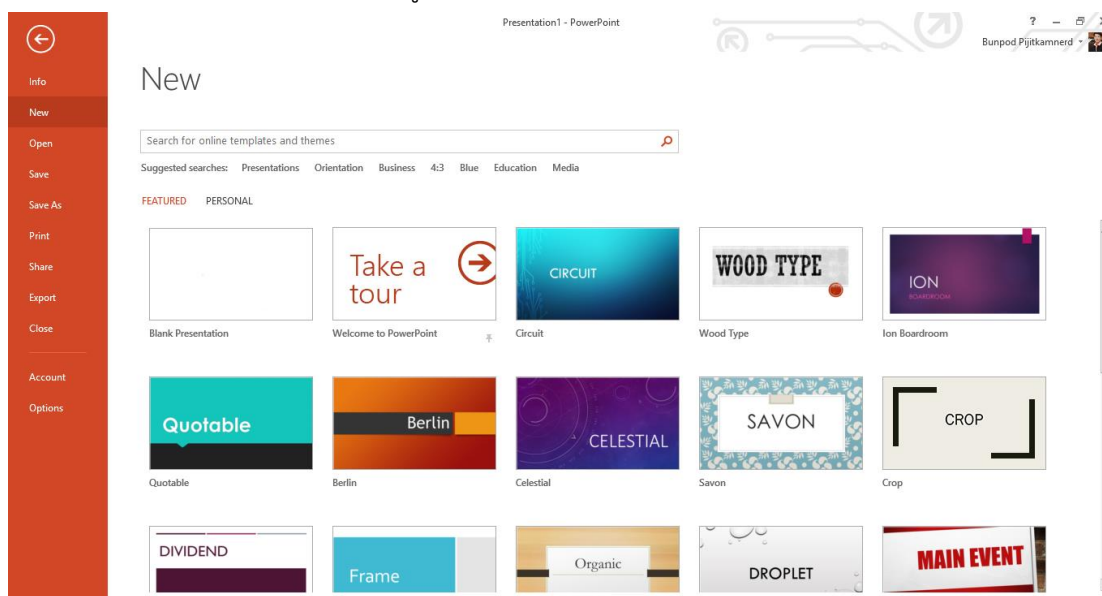 Presentation1 - PowerPoint
?
Bunpod Pijitkamnerd
Info
New
Open
Save
Save As
Print
Share
Export
Close
Account
Options
New
Search for online templates and themes
Suggested searches: Presentations Orientation Business 4:3 Blue Education Media
FEATURED PERSONAL
Take a
tour
CIRCUIT
WOOD TYPE
ION
BOARDROOM
Blank Presentation
Welcome to PowerPoint
Circuit
Wood Type
Ion Boardroom
Quotable
Berlin
CELESTIAL
SAVON
CROP
Quotable
Berlin
Celestial
Savon
Crop
DIVIDEND
Frame
Organic
DROPLET
MAIN EVENT